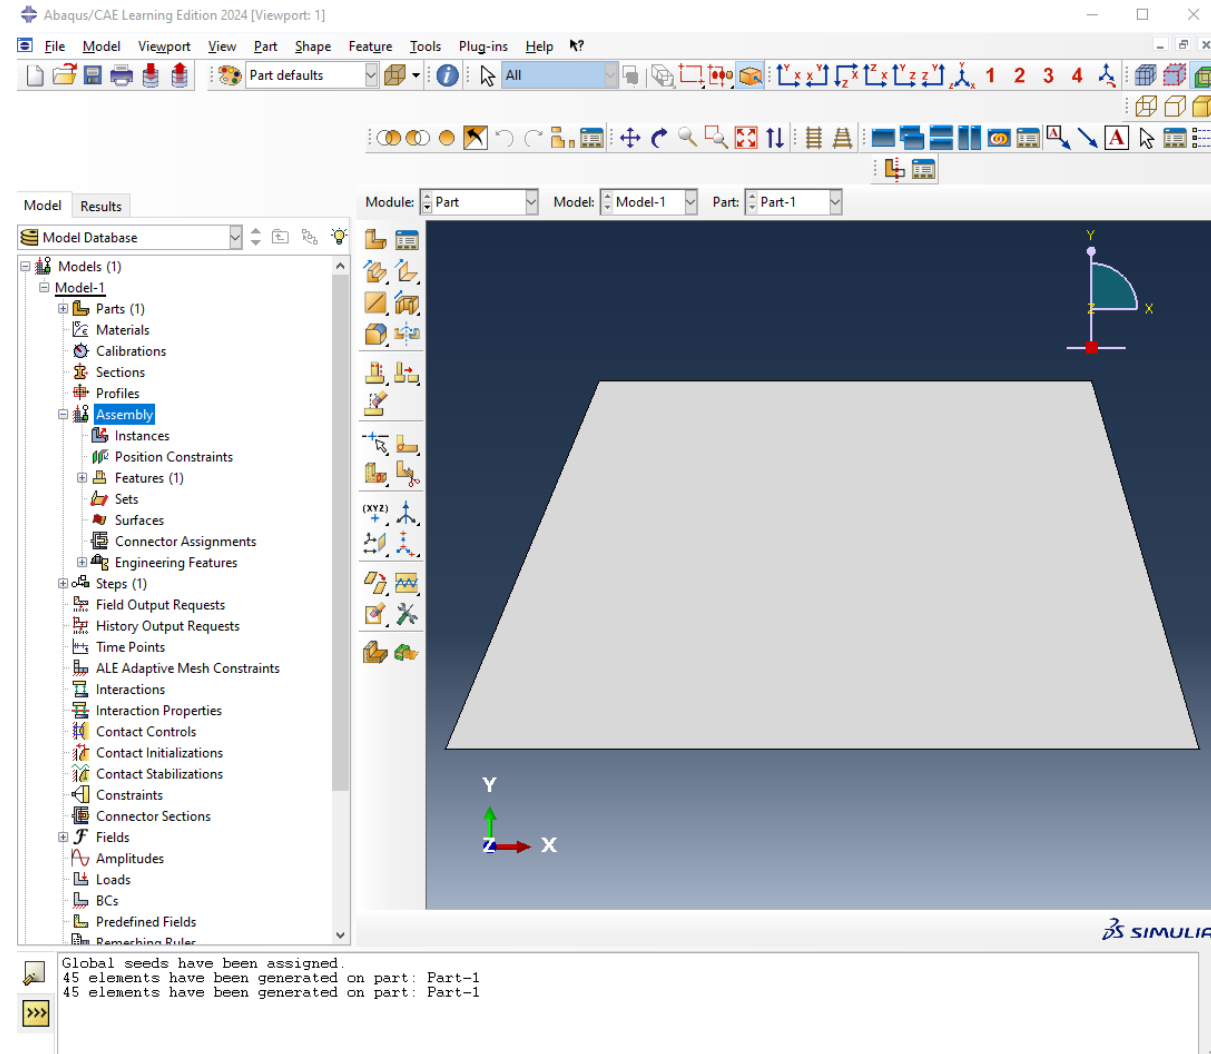 Abaqus/CAE Learning Edition 2024 [Viewport: 1]
File Model Viewport View Part Shape Feature Tools Plug-ins Help
Part defaults All 1 2 3 4
A A
Module: Part Model: Model-1 Part: Part-1
Model Results
Model Database
Models (1)
Model-1
Parts (1)
Materials
Calibrations
Sections
Profiles
Assembly
Instances
Position Constraints
Features (1)
Sets
Surfaces
Connector Assignments
Engineering Features
Steps (1)
Field Output Requests
History Output Requests
Time Points
ALE Adaptive Mesh Constraints
Interactions
Interaction Properties
Contact Controls
Contact Initializations
Contact Stabilizations
Constraints
Connector Sections
Fields
Amplitudes
Loads
BCs
Predefined Fields
Remeshing Rules
(XYZ)
Y
Z X
Y
Z X
SIMULIA
Global seeds have been assigned.
45 elements have been generated on part: Part-1
45 elements have been generated on part: Part-1
>>>